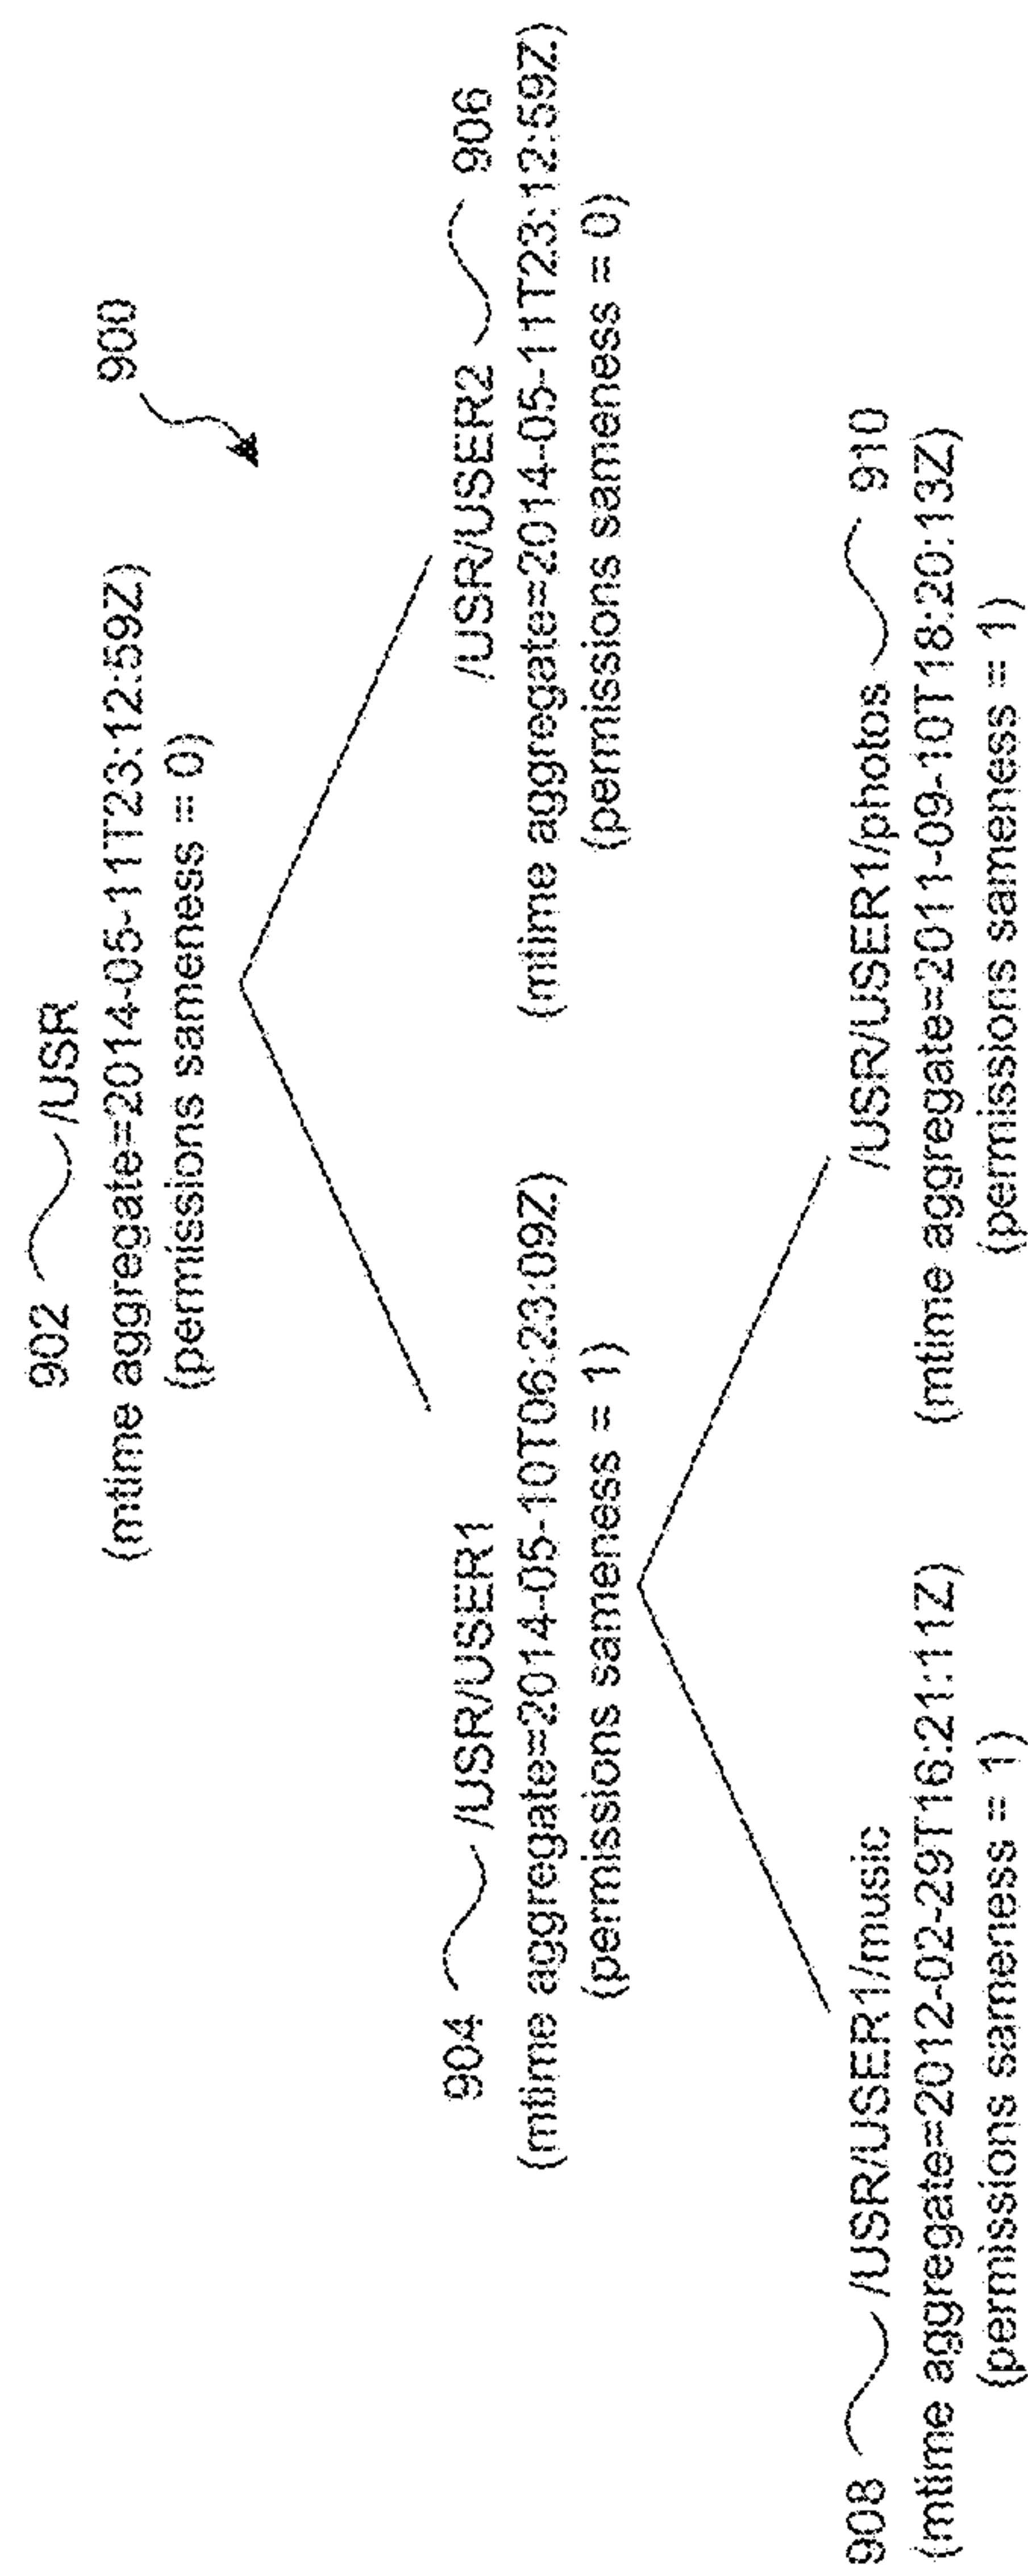 900
902 /USR
(mtime aggregate=2014-05-11T23:12:59Z)
(permissions sameness = 0)
904 /USR/USER1
(mtime aggregate=2014-05-10T06:23:09Z)
(permissions sameness = 1)
/USR/USER2 906
(mtime aggregate=2014-05-11T23:12:59Z)
(permissions sameness = 0)
908 /USR/USER1/music
(mtime aggregate=2012-02-29T16:21:11Z)
(permissions sameness = 1)
/USR/USER1/photos 910
(mtime aggregate=2011-09-10T18:20:13Z)
(permissions sameness = 1)